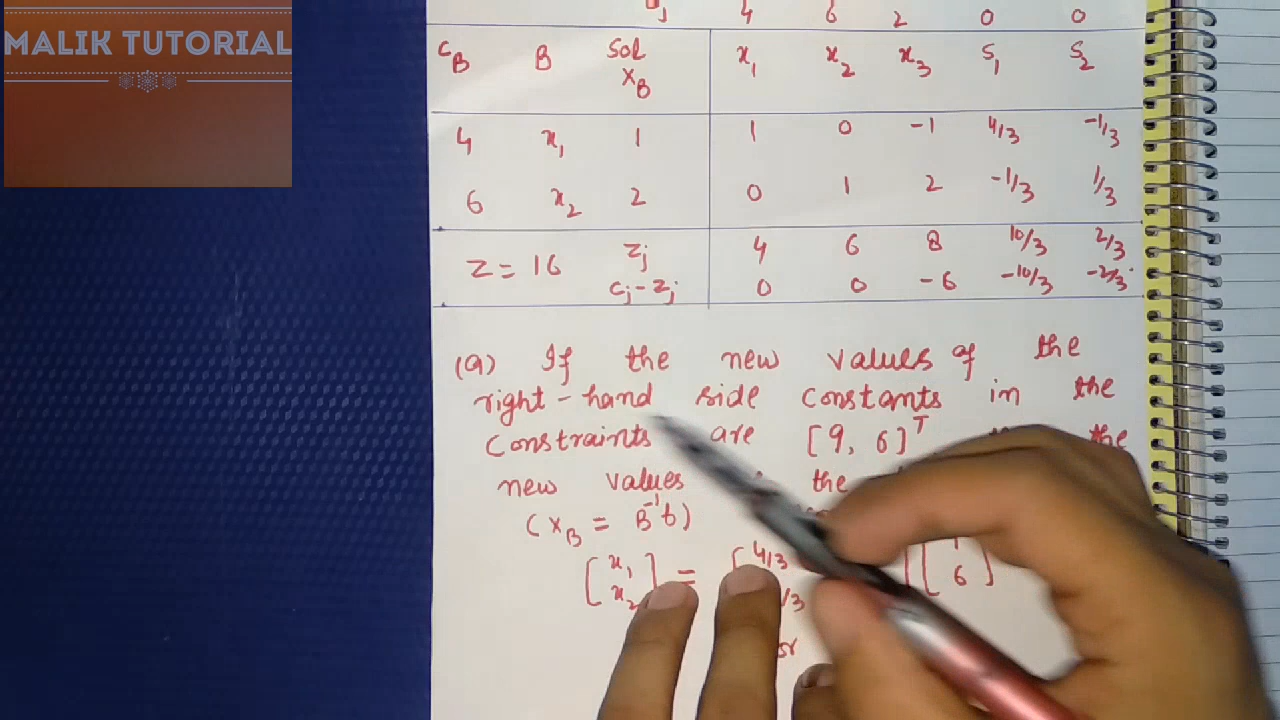 MALIK TUTORIAL
4 6 2 0 0
CB B Sol XB x1 x2 x3 S1 S2
4 x1 1 1 0 -1 4/3 -1/3
6 x2 2 0 1 2 -1/3 1/3
Z = 16 Zj 4 6 8 10/3 2/3
cj - zj 0 0 -6 -10/3 -2/3
(a) If the new values of the
right-hand side constants in the
constraints are [9, 6]ᵀ the
new values the
(XB = B⁻¹b)
[x1 x2] = [4/3 6]